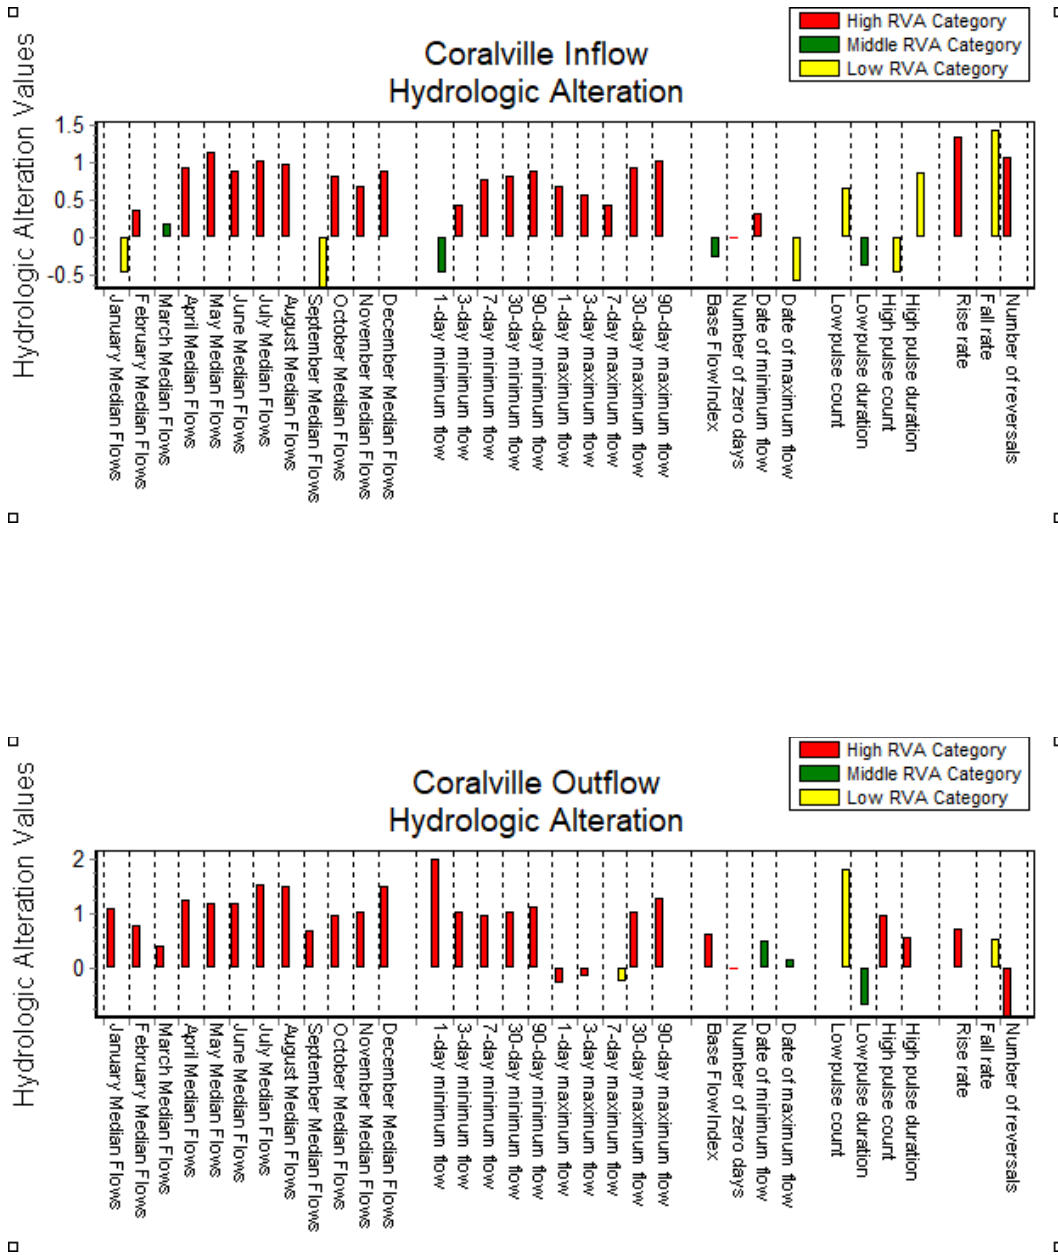 High RVA Category
Middle RVA Category
Low RVA Category
Coralville Inflow
Hydrologic Alteration
Hydrologic Alteration Values
1.5
1
0.5
0
-0.5
January Median Flows
February Median Flows
March Median Flows
April Median Flows
May Median Flows
June Median Flows
July Median Flows
August Median Flows
September Median Flows
October Median Flows
November Median Flows
December Median Flows
1-day minimum flow
3-day minimum flow
7-day minimum flow
30-day minimum flow
90-day minimum flow
1-day maximum flow
3-day maximum flow
7-day maximum flow
30-day maximum flow
90-day maximum flow
Base Flow Index
Number of zero days
Date of minimum flow
Date of maximum flow
Low pulse count
Low pulse duration
High pulse count
High pulse duration
Rise rate
Fall rate
Number of reversals
High RVA Category
Middle RVA Category
Low RVA Category
Coralville Outflow
Hydrologic Alteration
Hydrologic Alteration Values
2
1
0
January Median Flows
February Median Flows
March Median Flows
April Median Flows
May Median Flows
June Median Flows
July Median Flows
August Median Flows
September Median Flows
October Median Flows
November Median Flows
December Median Flows
1-day minimum flow
3-day minimum flow
7-day minimum flow
30-day minimum flow
90-day minimum flow
1-day maximum flow
3-day maximum flow
7-day maximum flow
30-day maximum flow
90-day maximum flow
Base Flow Index
Number of zero days
Date of minimum flow
Date of maximum flow
Low pulse count
Low pulse duration
High pulse count
High pulse duration
Rise rate
Fall rate
Number of reversals